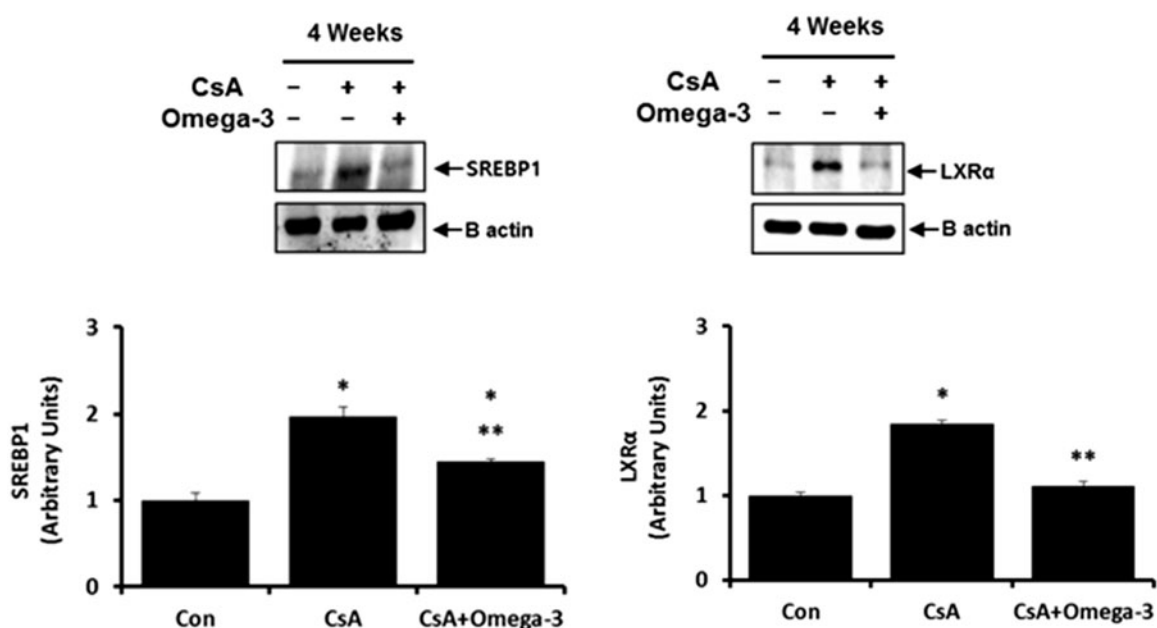 4 Weeks
CsA - + +
Omega-3 - - +
SREBP1
B actin
3
2
1
0
SREBP1
(Arbitrary Units)
*
*
**
Con CsA CsA+Omega-3
4 Weeks
CsA - + +
Omega-3 - - +
LXRα
B actin
3
2
1
0
LXRα
(Arbitrary Units)
*
**
Con CsA CsA+Omega-3